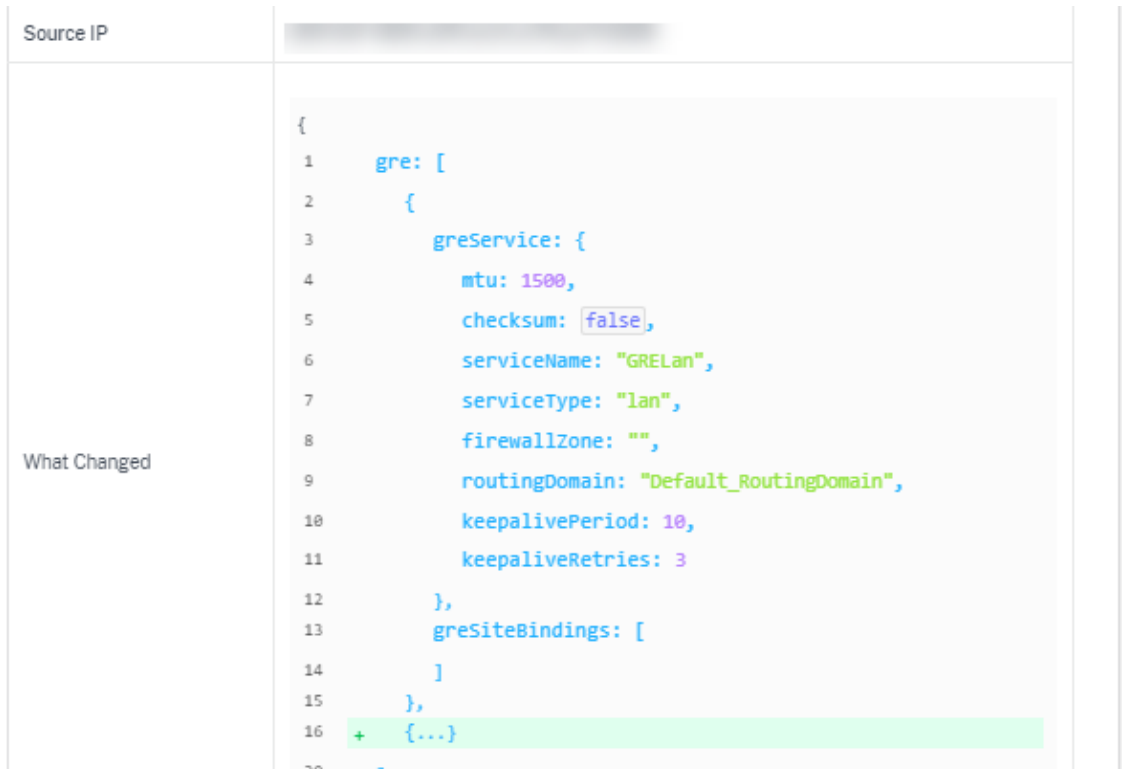 Source IP
What Changed
{
1 gre: [
2 {
3 greService: {
4 mtu: 1500,
5 checksum: false,
6 serviceName: "GRELan",
7 serviceType: "lan",
8 firewallZone: "",
9 routingDomain: "Default_RoutingDomain",
10 keepalivePeriod: 10,
11 keepaliveRetries: 3
12 },
13 greSiteBindings: [
14 ]
15 },
16 + {...}